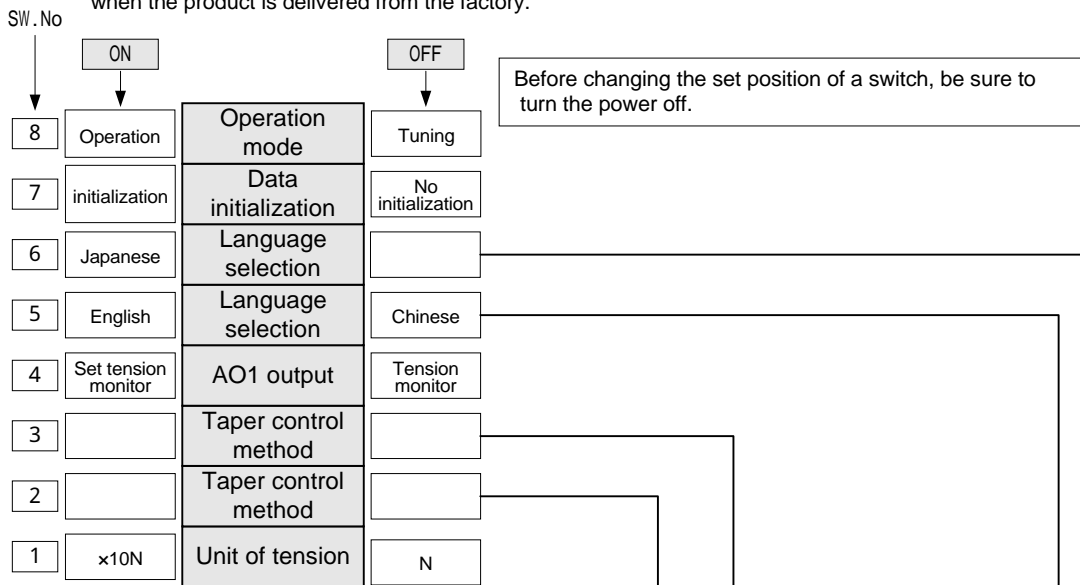 when the product is delivered from the factory.
SW.No
ON
OFF
Before changing the set position of a switch, be sure to
turn the power off.
8
Operation
Operation
mode
Tuning
7
initialization
Data
initialization
No
initialization
6
Japanese
Language
selection
5
English
Language
selection
Chinese
4
Set tension
monitor
AO1 output
Tension
monitor
3
Taper control
method
2
Taper control
method
1
×10N
Unit of tension
N